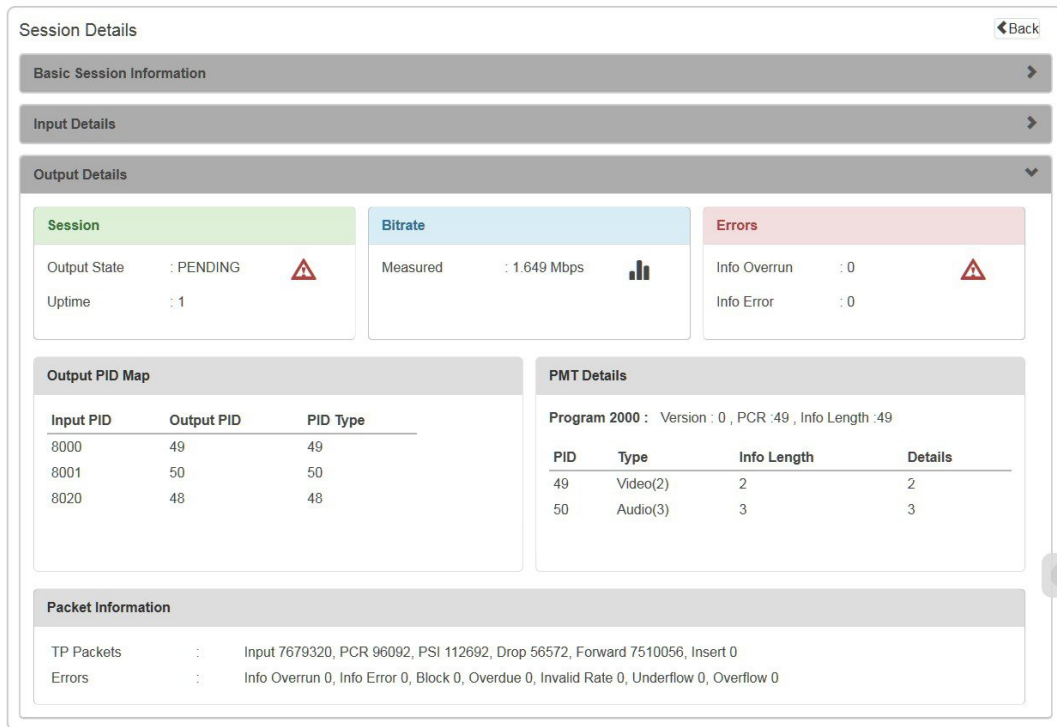 Session Details
Back
Basic Session Information
Input Details
Output Details
Session
Output State : PENDING
Uptime : 1
Bitrate
Measured : 1.649 Mbps
Errors
Info Overrun : 0
Info Error : 0
Output PID Map
Input PID Output PID PID Type
8000 49 49
8001 50 50
8020 48 48
PMT Details
Program 2000 : Version : 0 , PCR :49 , Info Length :49
PID Type Info Length Details
49 Video(2) 2 2
50 Audio(3) 3 3
Packet Information
TP Packets : Input 7679320, PCR 96092, PSI 112692, Drop 56572, Forward 7510056, Insert 0
Errors : Info Overrun 0, Info Error 0, Block 0, Overdue 0, Invalid Rate 0, Underflow 0, Overflow 0